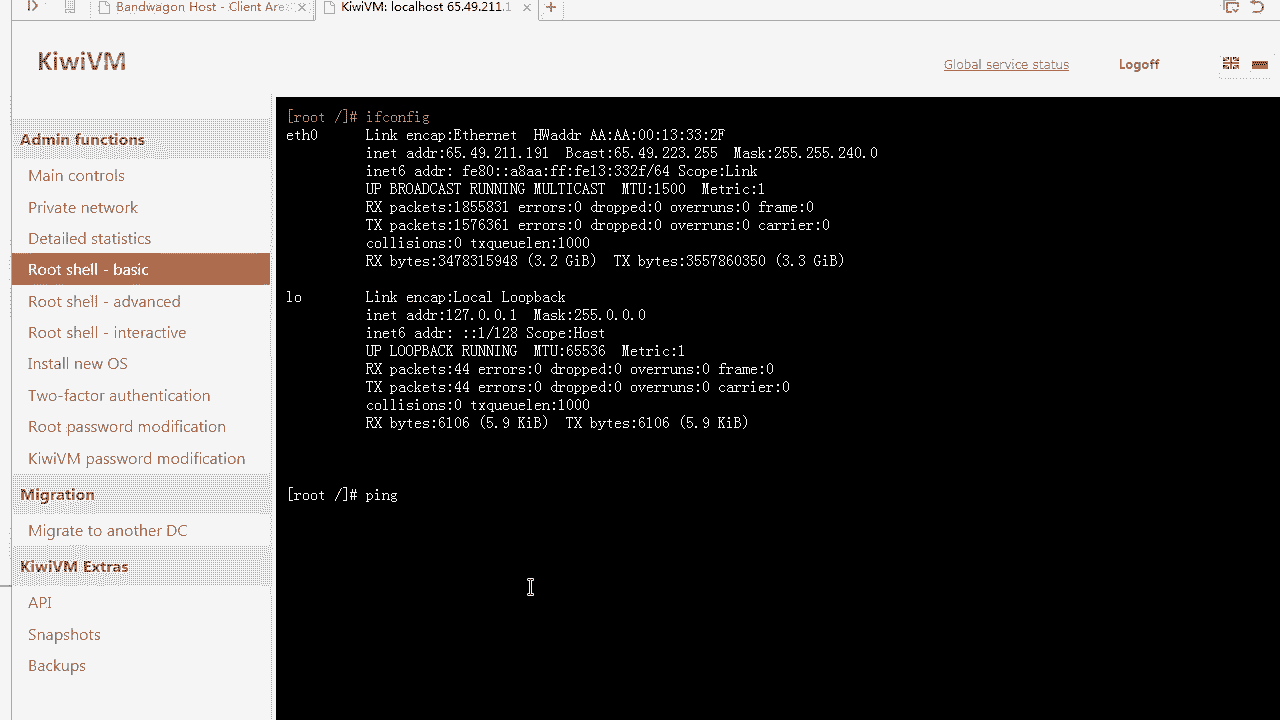 Bandwagon Host - Client Are
KiwiVM: localhost 65.49.211.1
KiwiVM
Global service status
Logoff
Admin functions
Main controls
Private network
Detailed statistics
Root shell - basic
Root shell - advanced
Root shell - interactive
Install new OS
Two-factor authentication
Root password modification
KiwiVM password modification
Migration
Migrate to another DC
KiwiVM Extras
API
Snapshots
Backups
[root /]# ifconfig
eth0 Link encap:Ethernet HWaddr AA:AA:00:13:33:2F
inet addr:65.49.211.191 Bcast:65.49.223.255 Mask:255.255.240.0
inet6 addr: fe80::a8aa:ff:fe13:332f/64 Scope:Link
UP BROADCAST RUNNING MULTICAST MTU:1500 Metric:1
RX packets:1855831 errors:0 dropped:0 overruns:0 frame:0
TX packets:1576361 errors:0 dropped:0 overruns:0 carrier:0
collisions:0 txqueuelen:1000
RX bytes:3478315948 (3.2 GiB) TX bytes:3557860350 (3.3 GiB)
lo Link encap:Local Loopback
inet addr:127.0.0.1 Mask:255.0.0.0
inet6 addr: ::1/128 Scope:Host
UP LOOPBACK RUNNING MTU:65536 Metric:1
RX packets:44 errors:0 dropped:0 overruns:0 frame:0
TX packets:44 errors:0 dropped:0 overruns:0 carrier:0
collisions:0 txqueuelen:1000
RX bytes:6106 (5.9 KiB) TX bytes:6106 (5.9 KiB)
[root /]# ping